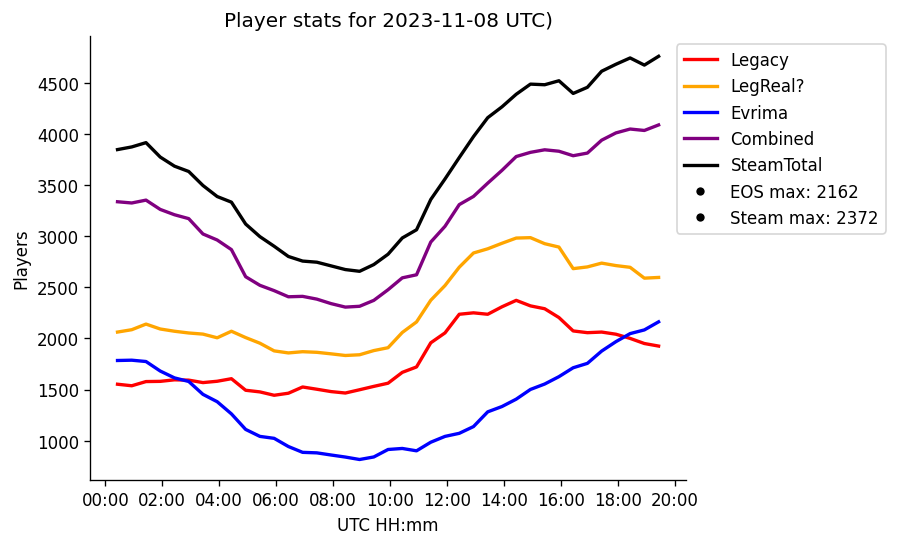 Player stats for 2023-11-08 UTC)
Legacy
LegReal?
Evrima
Combined
SteamTotal
EOS max: 2162
Steam max: 2372
Players
4500
4000
3500
3000
2500
2000
1500
1000
00:00 02:00 04:00 06:00 08:00 10:00 12:00 14:00 16:00 18:00 20:00
UTC HH:mm